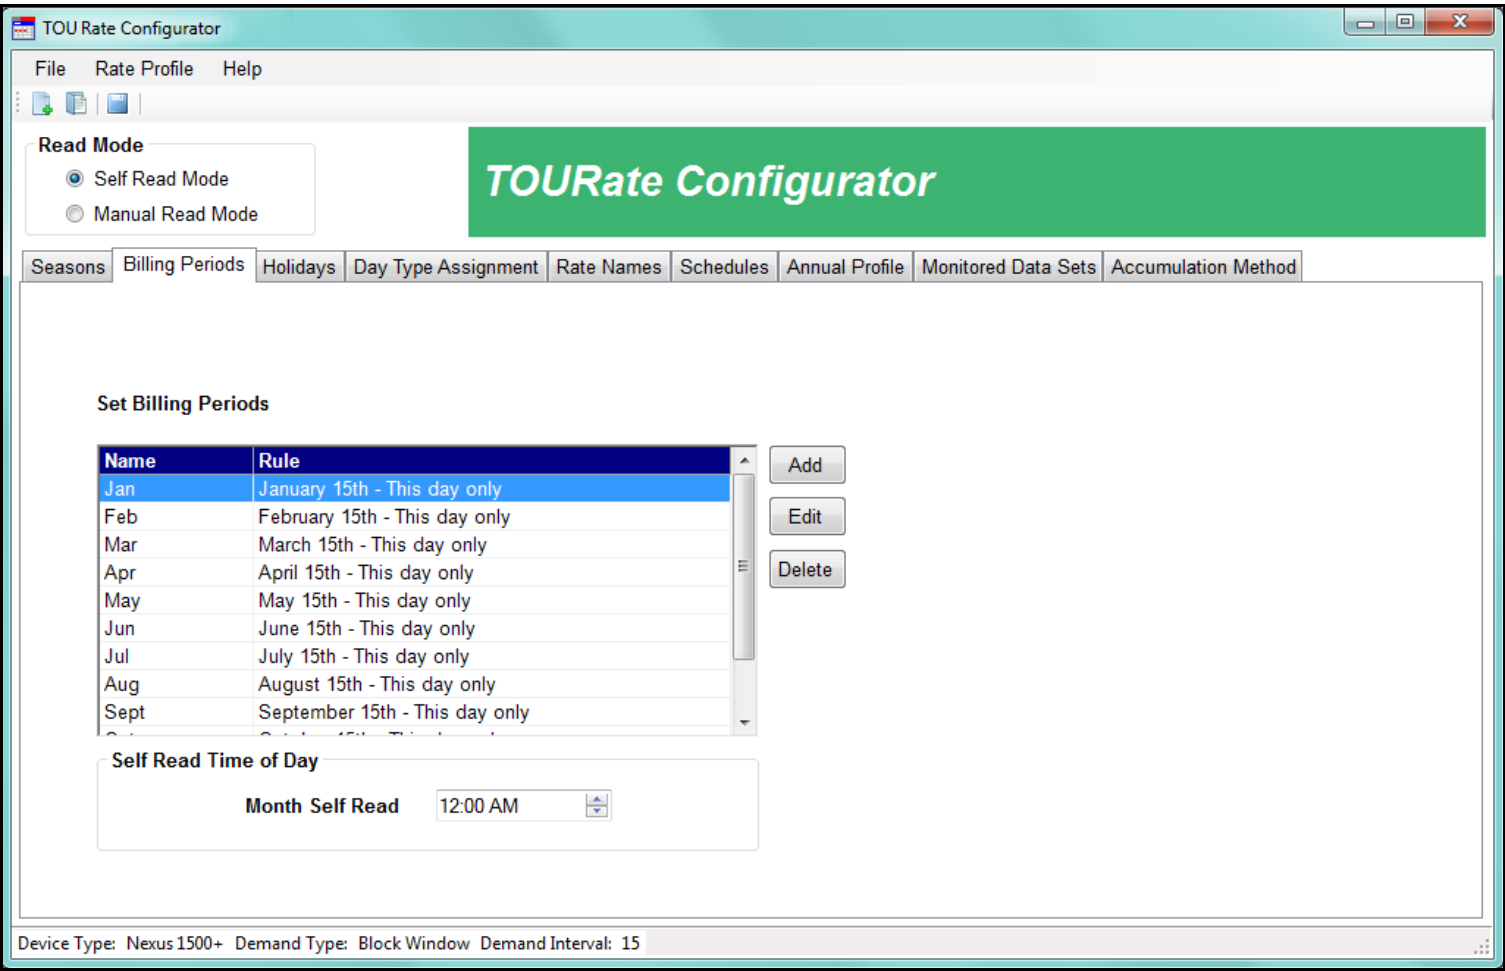 TOU Rate Configurator
File Rate Profile Help
Read Mode
Self Read Mode
Manual Read Mode
TOURate Configurator
Seasons Billing Periods Holidays Day Type Assignment Rate Names Schedules Annual Profile Monitored Data Sets Accumulation Method
Set Billing Periods
Name Rule
Jan January 15th - This day only
Feb February 15th - This day only
Mar March 15th - This day only
Apr April 15th - This day only
May May 15th - This day only
Jun June 15th - This day only
Jul July 15th - This day only
Aug August 15th - This day only
Sept September 15th - This day only
Add
Edit
Delete
Self Read Time of Day
Month Self Read 12:00 AM
Device Type: Nexus 1500+ Demand Type: Block Window Demand Interval: 15